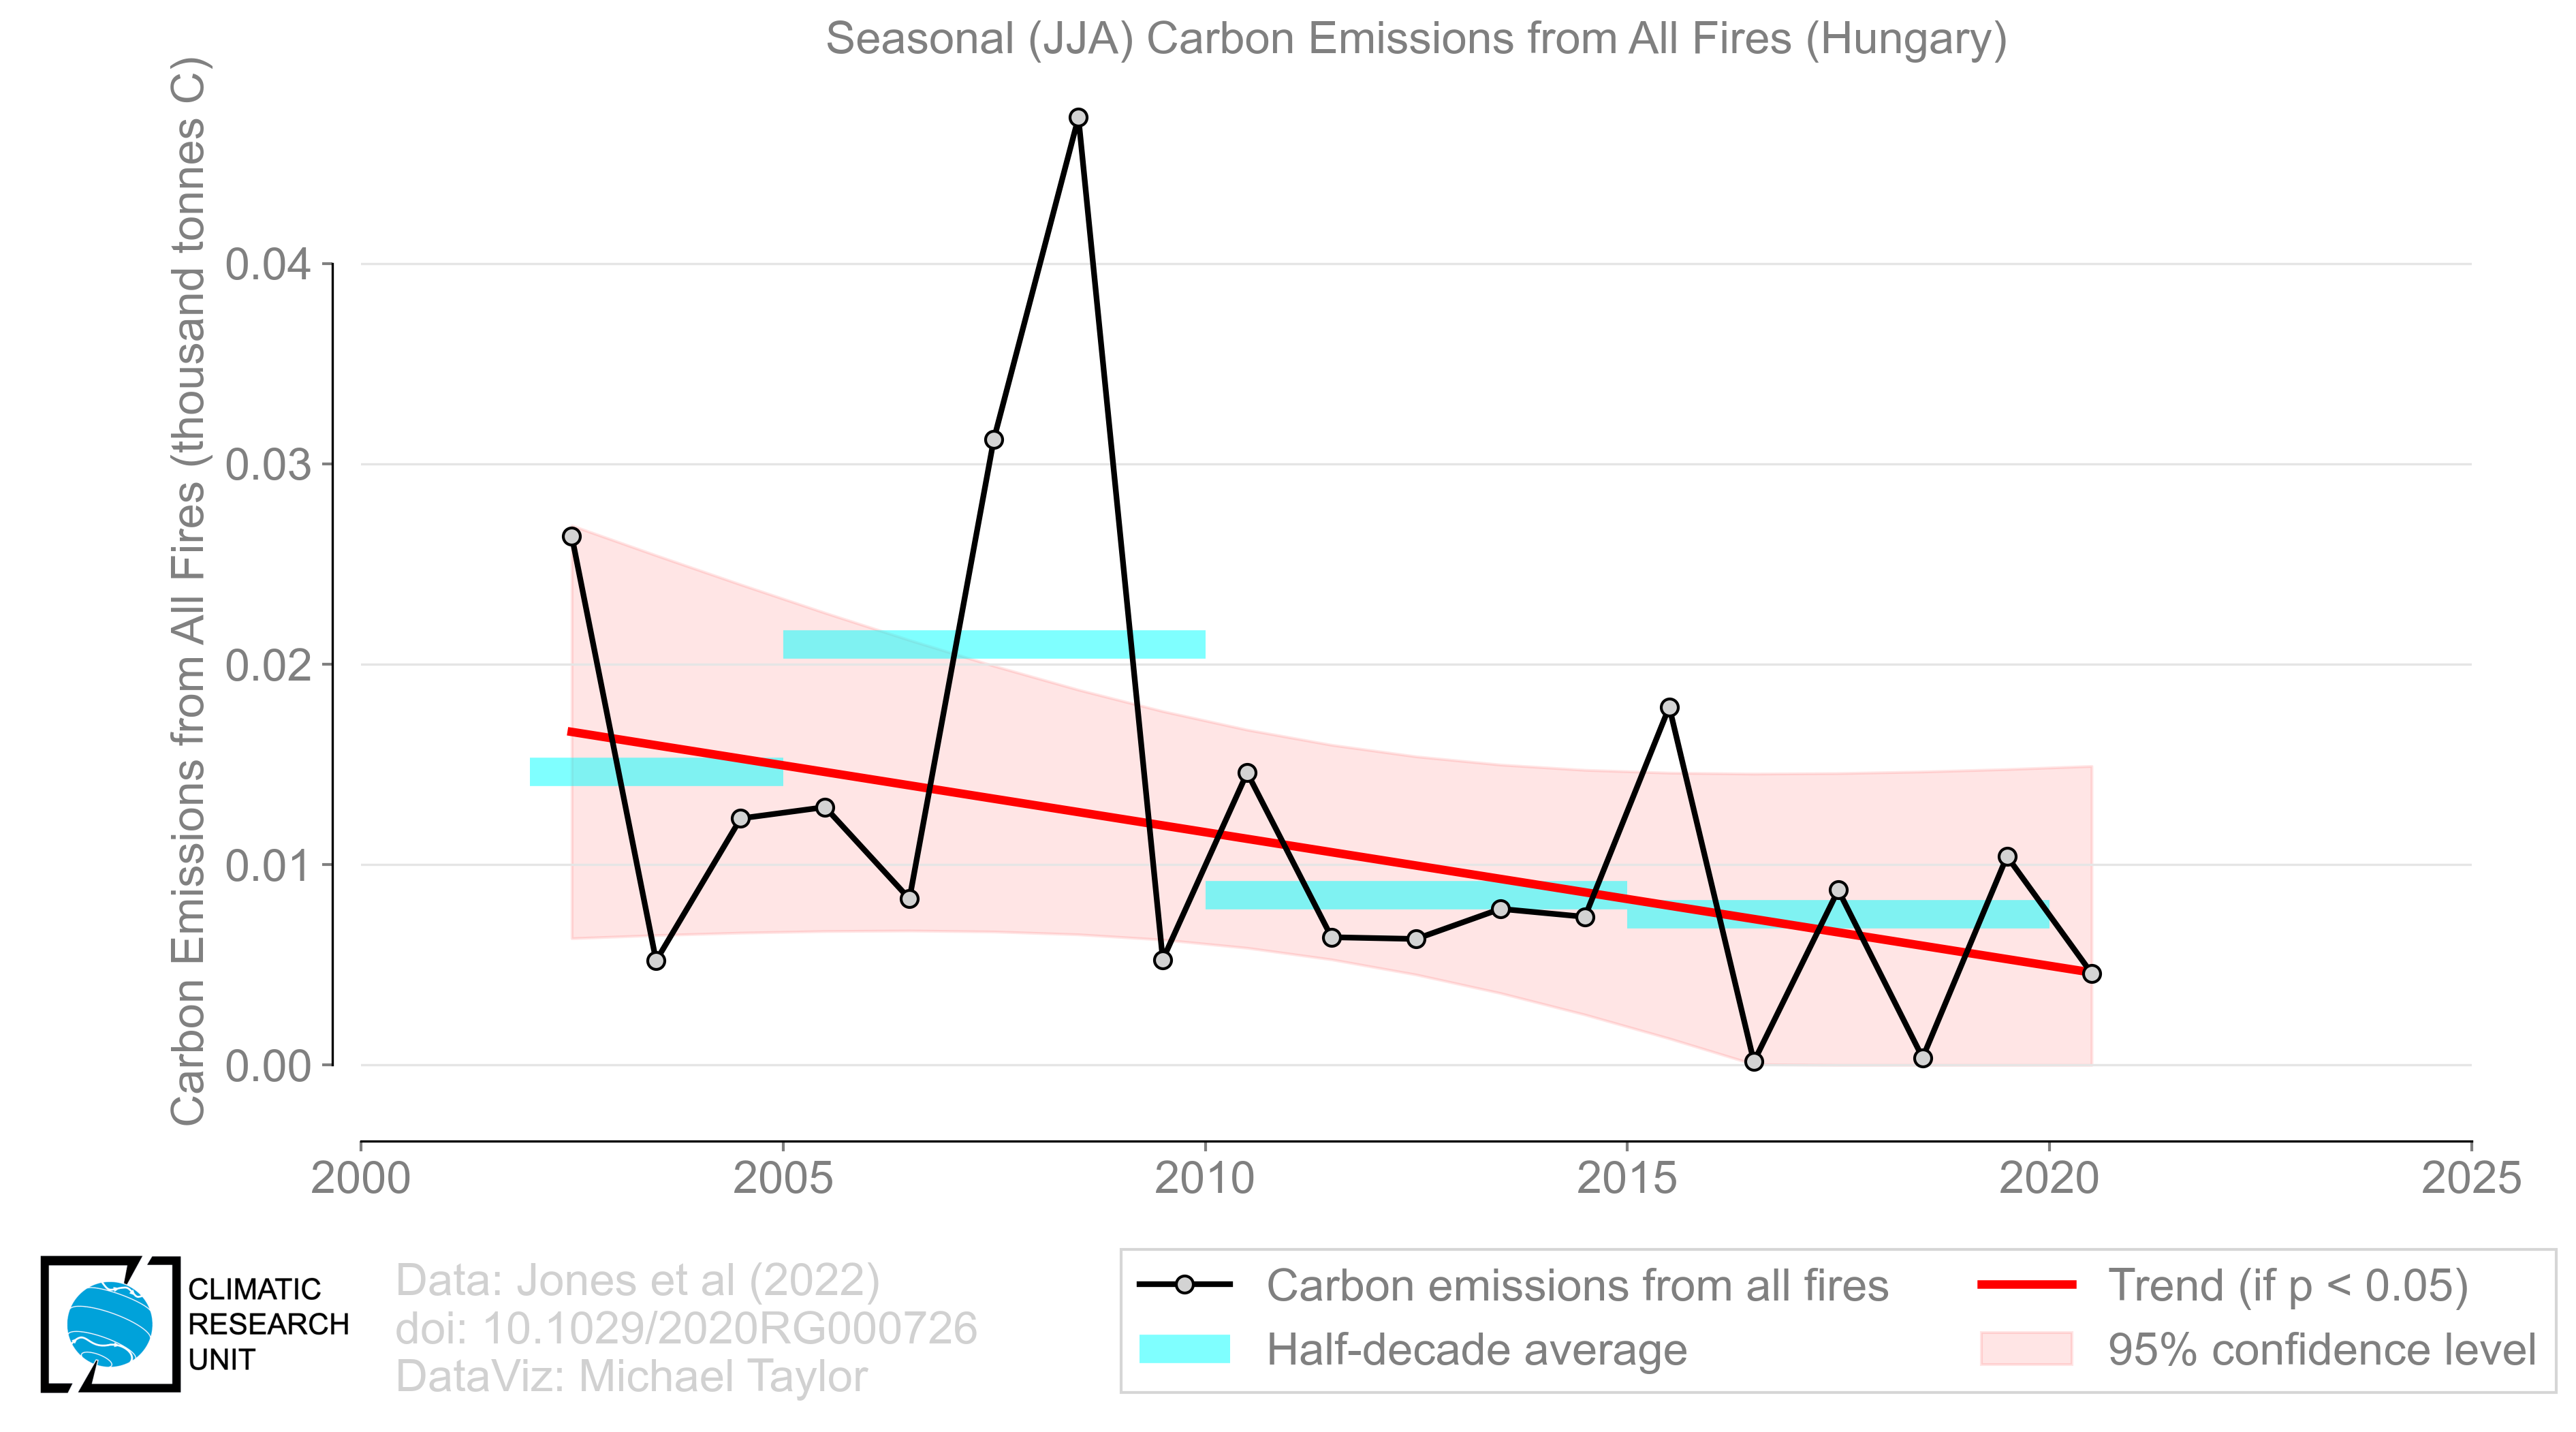 Seasonal (JJA) Carbon Emissions from All Fires (Hungary)
Carbon Emissions from All Fires (thousand tonnes C)
0.04
0.03
0.02
0.01
0.00
2000 2005 2010 2015 2020 2025
CLIMATIC
RESEARCH
UNIT
Data: Jones et al (2022)
doi: 10.1029/2020RG000726
DataViz: Michael Taylor
Carbon emissions from all fires
Half-decade average
Trend (if p < 0.05)
95% confidence level